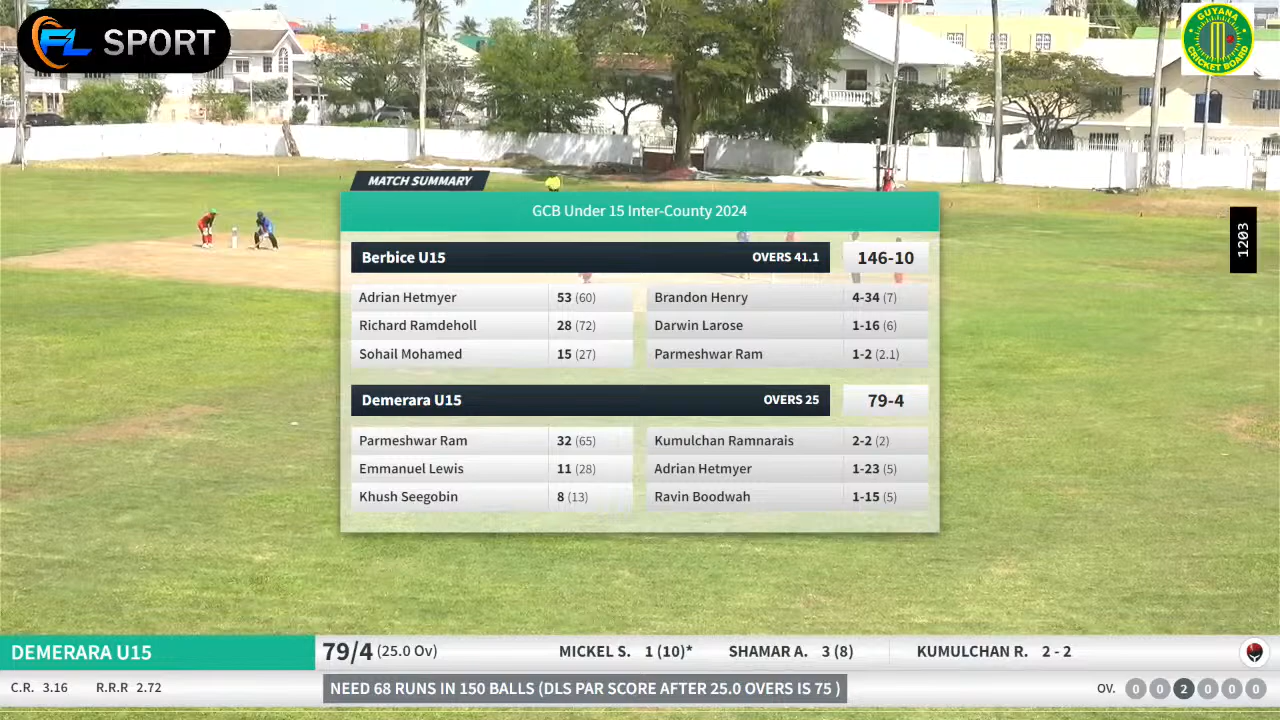 FL SPORT
GUYANA
CRICKET BOARD
MATCH SUMMARY
GCB Under 15 Inter-County 2024
1203
Berbice U15 OVERS 41.1 146-10
Adrian Hetmyer 53 (60) Brandon Henry 4-34 (7)
Richard Ramdeholl 28 (72) Darwin Larose 1-16 (6)
Sohail Mohamed 15 (27) Parmeshwar Ram 1-2 (2.1)
Demerara U15 OVERS 25 79-4
Parmeshwar Ram 32 (65) Kumulchan Ramnarais 2-2 (2)
Emmanuel Lewis 11 (28) Adrian Hetmyer 1-23 (5)
Khush Seegobin 8 (13) Ravin Boodwah 1-15 (5)
DEMERARA U15 79/4 (25.0 Ov) MICKEL S. 1 (10)* SHAMAR A. 3 (8) KUMULCHAN R. 2 - 2
C.R. 3.16 R.R.R 2.72 NEED 68 RUNS IN 150 BALLS (DLS PAR SCORE AFTER 25.0 OVERS IS 75 ) OV. 0 0 2 0 0 0